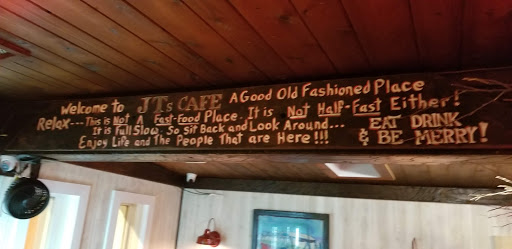 Welcome to JT's CAFE A Good Old Fashioned Place
Relax---This is Not A Fast-Food Place. It is Not Half-Fast Either!
It is Full Slow. So Sit Back and Look Around...
Enjoy Life and The People That are Here!!!
EAT DRINK
& BE MERRY!